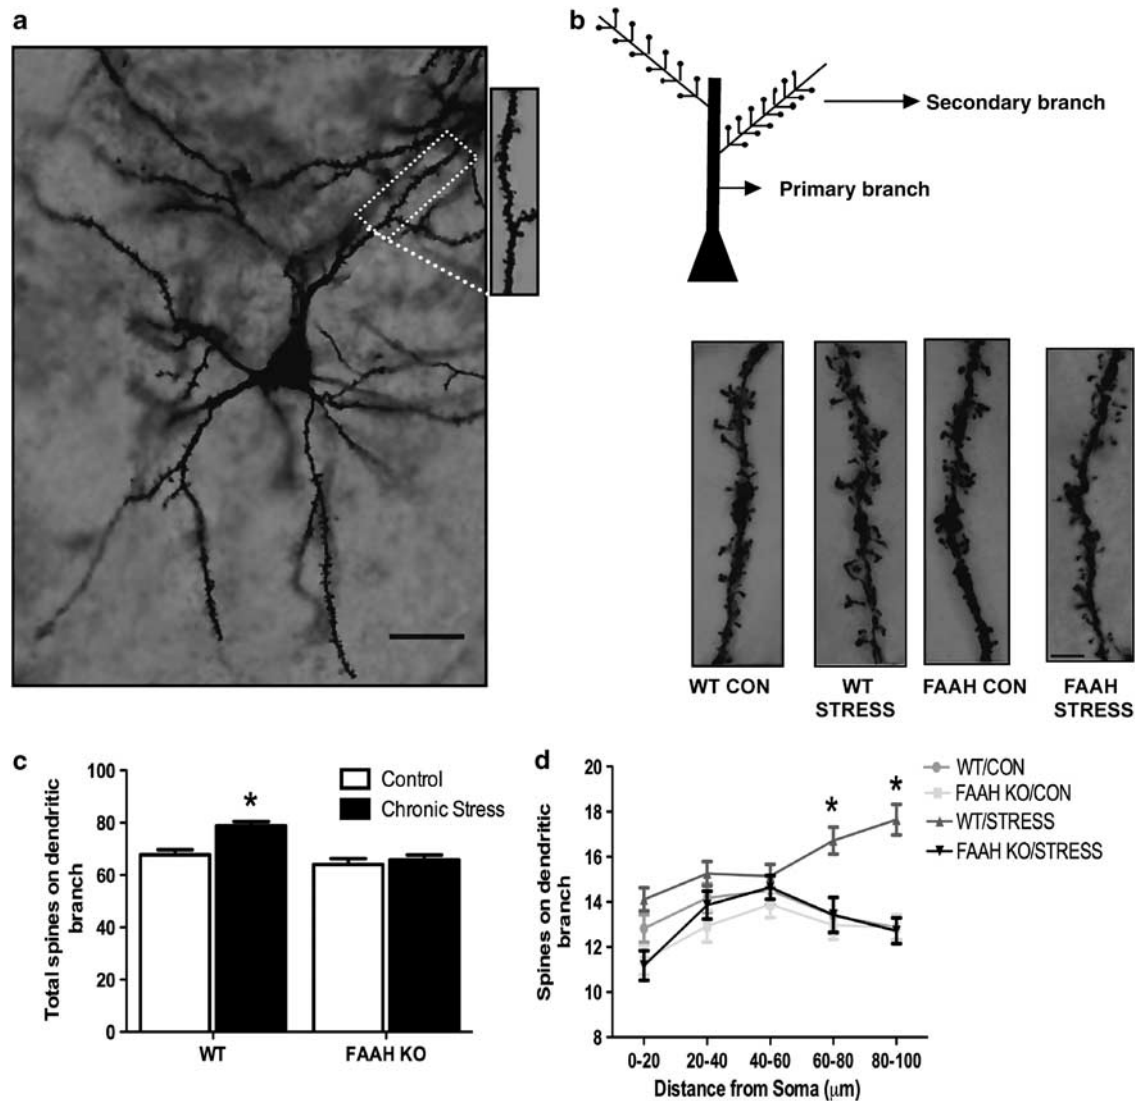 a
b
Secondary branch
Primary branch
WT CON
WT
STRESS
FAAH CON
FAAH
STRESS
c
Total spines on dendritic
branch
100
80
60
40
20
0
*
Control
Chronic Stress
WT
FAAH KO
d
Spines on dendritic
branch
20
18
16
14
12
10
8
*
*
WT/CON
FAAH KO/CON
WT/STRESS
FAAH KO/STRESS
0-20
20-40
40-60
60-80
80-100
Distance from Soma (μm)